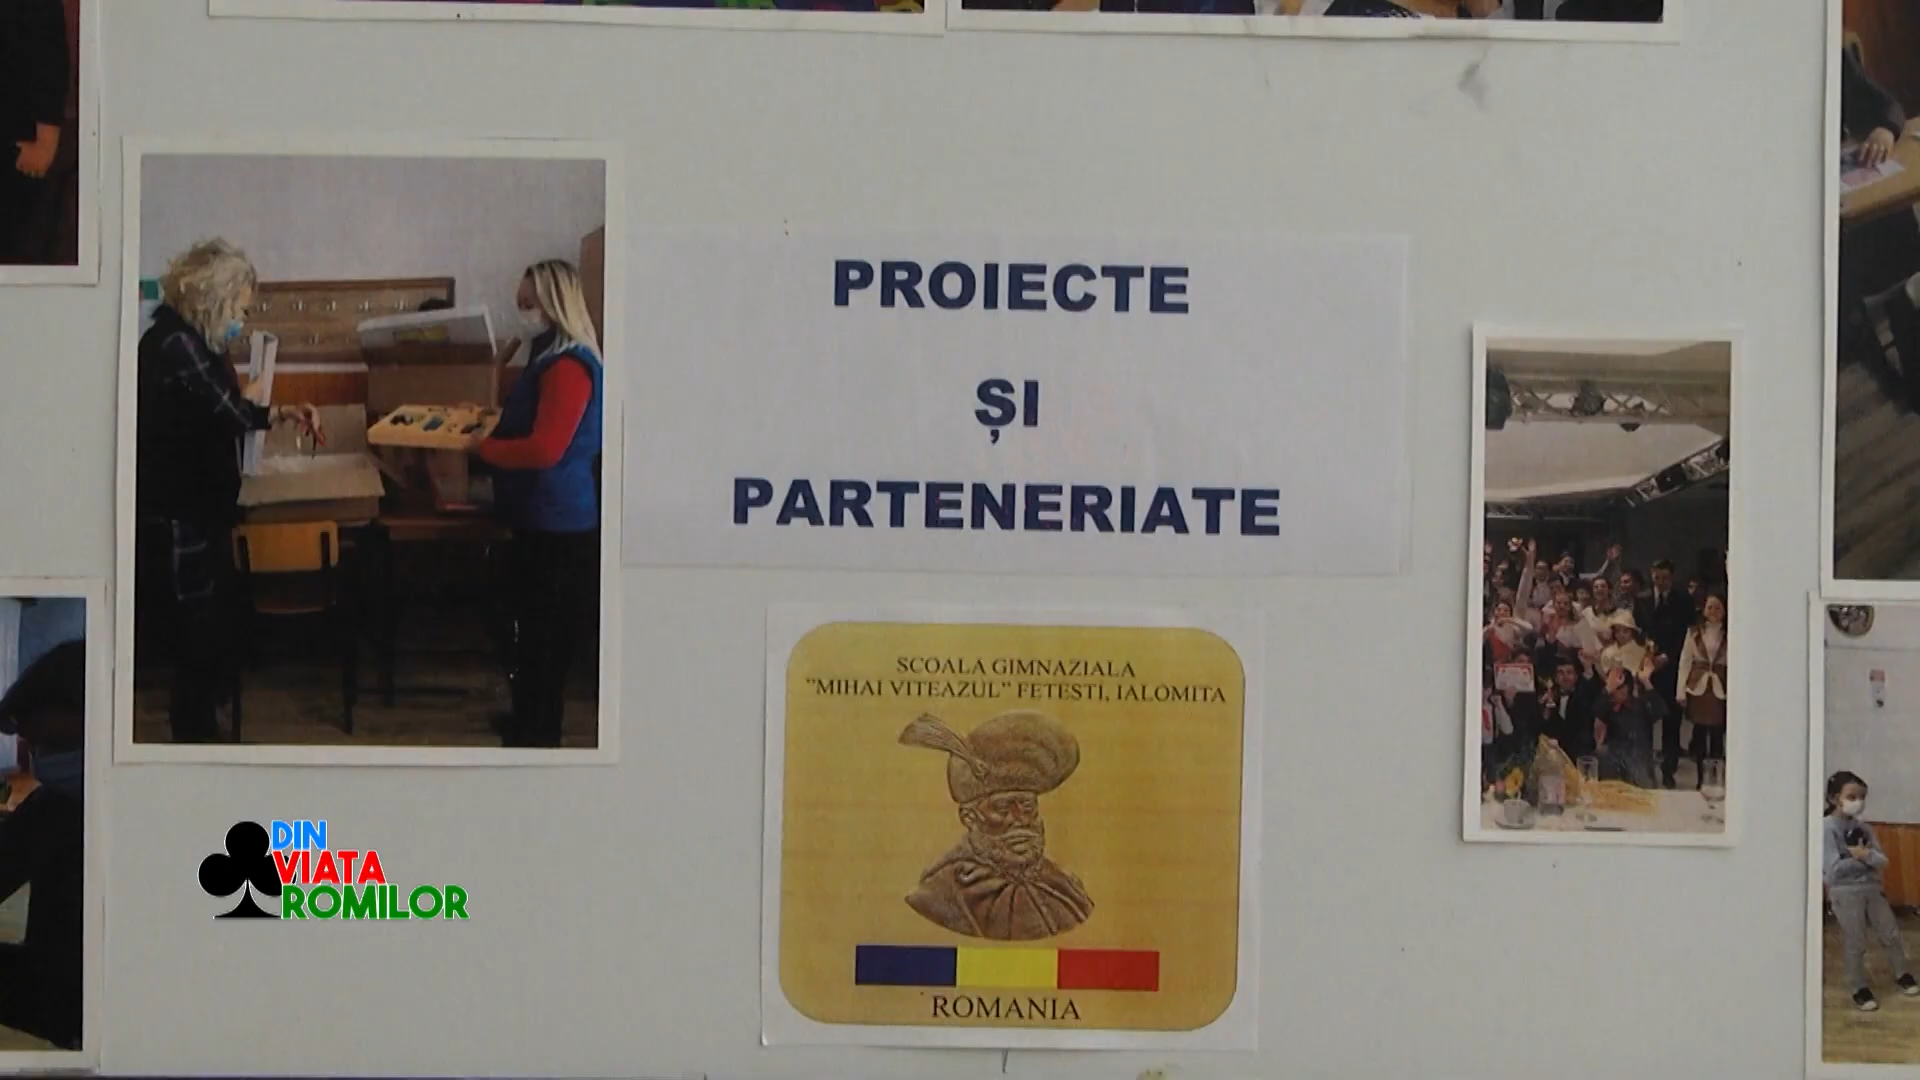 PROIECTE
ȘI
PARTENERIATE
SCOALA GIMNAZIALA
”MIHAI VITEAZUL” FETESTI, IALOMITA
ROMANIA
DIN
VIATA
ROMILOR